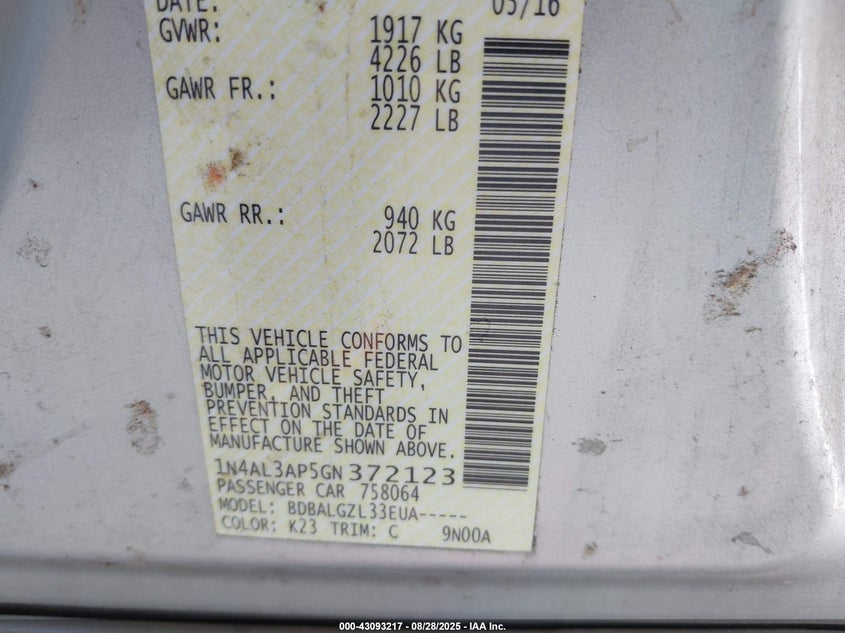 DATE: 05/16
GVWR: 1917 KG
4226 LB
GAWR FR.: 1010 KG
2227 LB
GAWR RR.: 940 KG
2072 LB
THIS VEHICLE CONFORMS TO
ALL APPLICABLE FEDERAL
MOTOR VEHICLE SAFETY,
BUMPER, AND THEFT
PREVENTION STANDARDS IN
EFFECT ON THE DATE OF
MANUFACTURE SHOWN ABOVE.
1N4AL3AP5GN372123
PASSENGER CAR 758064
MODEL: BDBALGZL33EUA-----
COLOR: K23 TRIM: C 9N00A
000-43093217 | 08/28/2025 - IAA Inc.